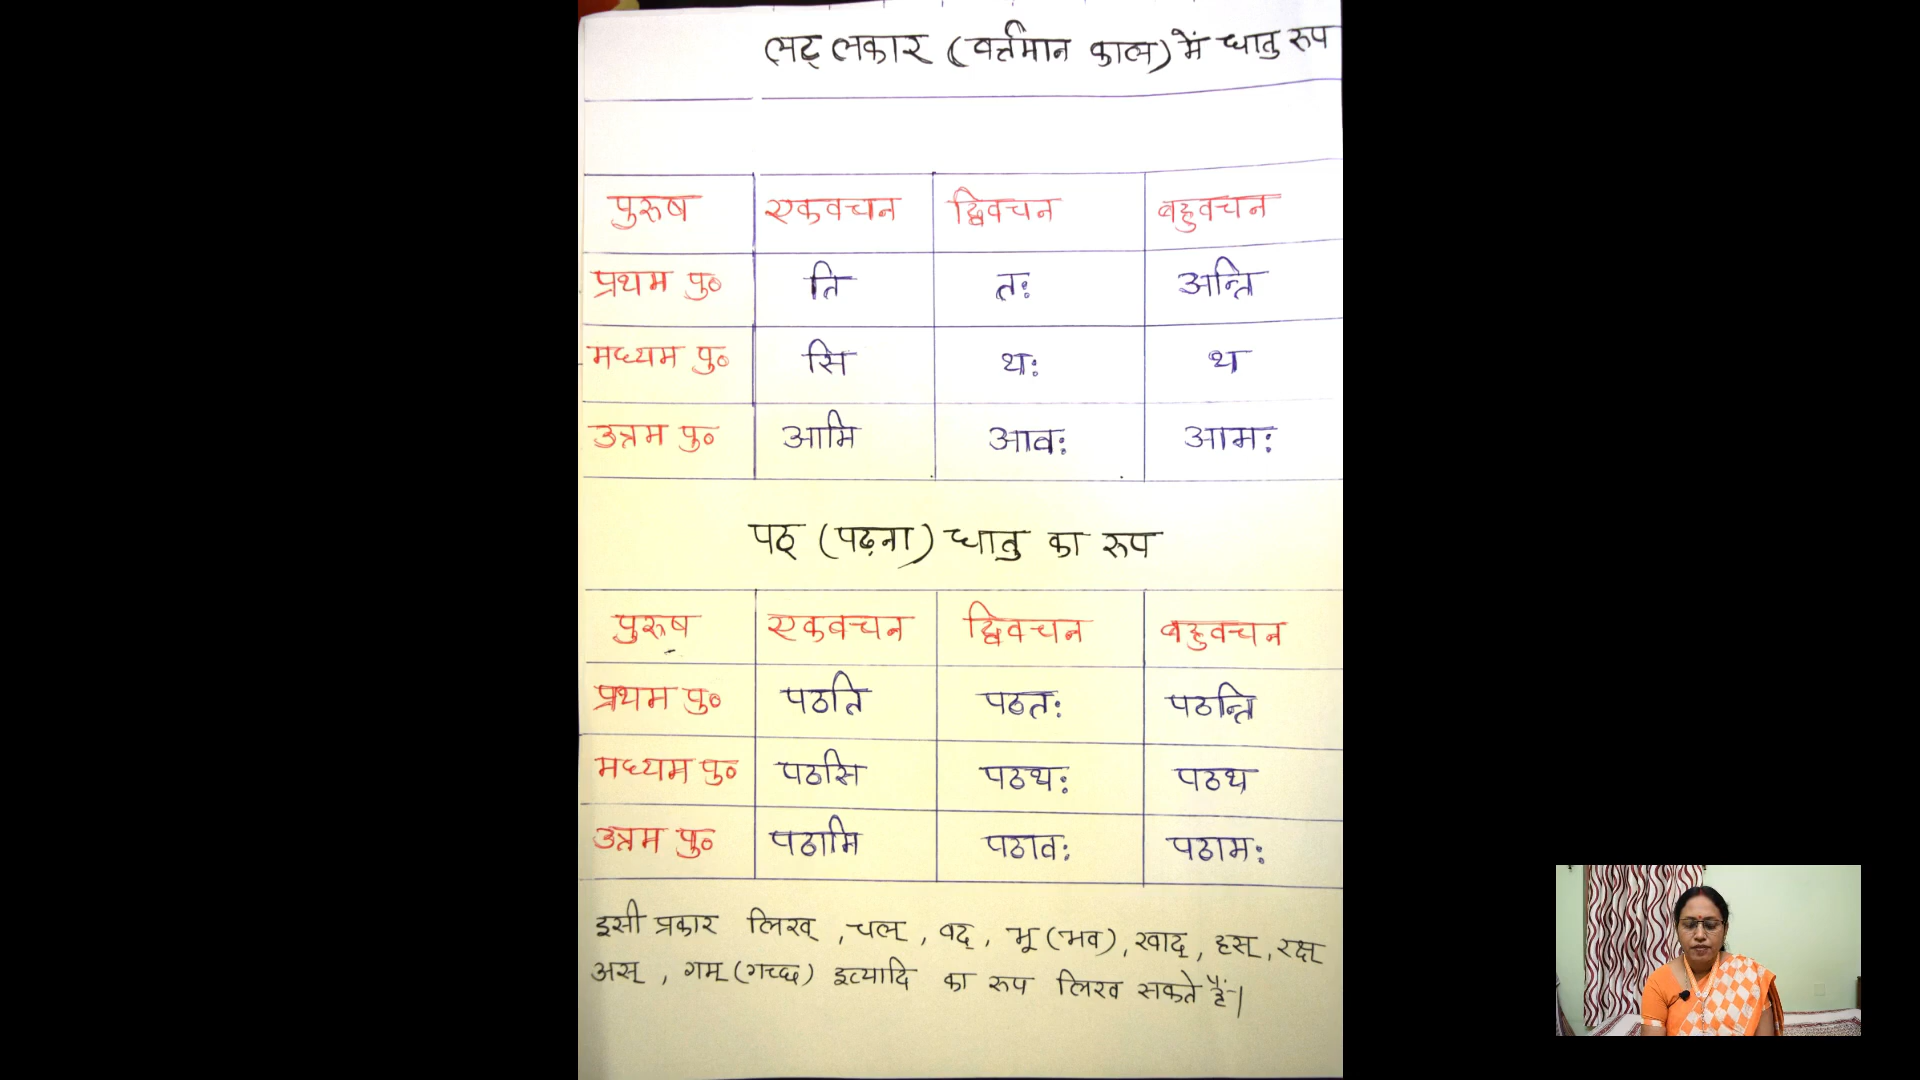 लट् लकार (वर्त्तमान काल) में धातु रूप
पुरूष एकवचन द्विवचन बहुवचन
प्रथम पु० ति तः अन्ति
मध्यम पु० सि थः थ
उत्तम पु० आमि आवः आमः
पठ् (पढ़ना) धातु का रूप
पुरूष एकवचन द्विवचन बहुवचन
प्रथम पु० पठति पठतः पठन्ति
मध्यम पु० पठसि पठथः पठथ
उत्तम पु० पठामि पठावः पठामः
इसी प्रकार लिख् , चल् , वद् , भू (भव) , खाद् , हस् , रक्ष्
अस् , गम् (गच्छ) इत्यादि का रूप लिख सकते हैं।